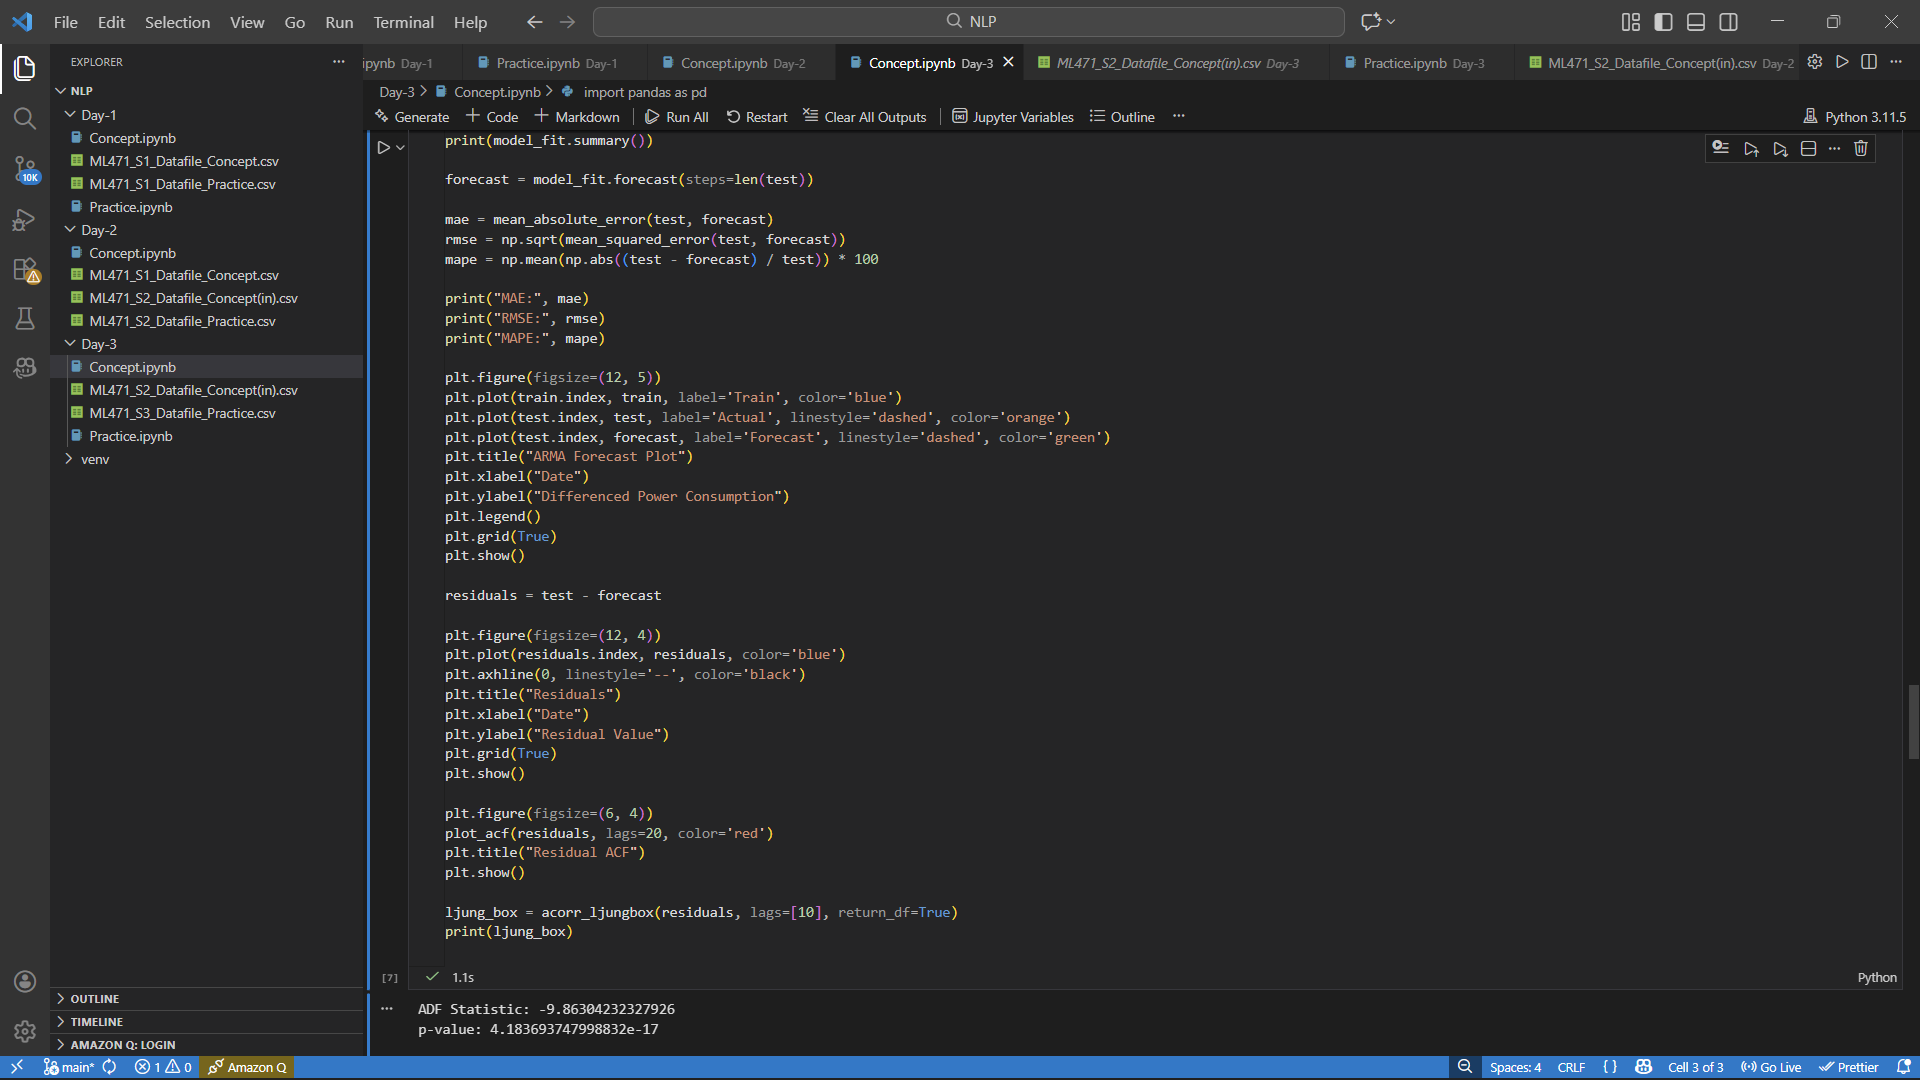 File Edit Selection View Go Run Terminal Help
NLP
EXPLORER
ipynb Day-1
Practice.ipynb Day-1
Concept.ipynb Day-2
Concept.ipynb Day-3
ML471_S2_Datafile_Concept(in).csv Day-3
Practice.ipynb Day-3
ML471_S2_Datafile_Concept(in).csv Day-2
Day-3 > Concept.ipynb > import pandas as pd
Generate + Code + Markdown | Run All Restart Clear All Outputs | Jupyter Variables Outline ...
Python 3.11.5
NLP
Day-1
Concept.ipynb
ML471_S1_Datafile_Concept.csv
ML471_S1_Datafile_Practice.csv
Practice.ipynb
Day-2
Concept.ipynb
ML471_S1_Datafile_Concept.csv
ML471_S2_Datafile_Concept(in).csv
ML471_S2_Datafile_Practice.csv
Day-3
Concept.ipynb
ML471_S2_Datafile_Concept(in).csv
ML471_S3_Datafile_Practice.csv
Practice.ipynb
venv
10K
OUTLINE
TIMELINE
AMAZON Q: LOGIN
print(model_fit.summary())
forecast = model_fit.forecast(steps=len(test))
mae = mean_absolute_error(test, forecast)
rmse = np.sqrt(mean_squared_error(test, forecast))
mape = np.mean(np.abs((test - forecast) / test)) * 100
print("MAE:", mae)
print("RMSE:", rmse)
print("MAPE:", mape)
plt.figure(figsize=(12, 5))
plt.plot(train.index, train, label='Train', color='blue')
plt.plot(test.index, test, label='Actual', linestyle='dashed', color='orange')
plt.plot(test.index, forecast, label='Forecast', linestyle='dashed', color='green')
plt.title("ARMA Forecast Plot")
plt.xlabel("Date")
plt.ylabel("Differenced Power Consumption")
plt.legend()
plt.grid(True)
plt.show()
residuals = test - forecast
plt.figure(figsize=(12, 4))
plt.plot(residuals.index, residuals, color='blue')
plt.axhline(0, linestyle='--', color='black')
plt.title("Residuals")
plt.xlabel("Date")
plt.ylabel("Residual Value")
plt.grid(True)
plt.show()
plt.figure(figsize=(6, 4))
plot_acf(residuals, lags=20, color='red')
plt.title("Residual ACF")
plt.show()
ljung_box = acorr_ljungbox(residuals, lags=[10], return_df=True)
print(ljung_box)
[7] 1.1s
Python
ADF Statistic: -9.86304232327926
p-value: 4.183693747998832e-17
main* 1 0 Amazon Q
Spaces: 4 CRLF { } Cell 3 of 3 Go Live Prettier